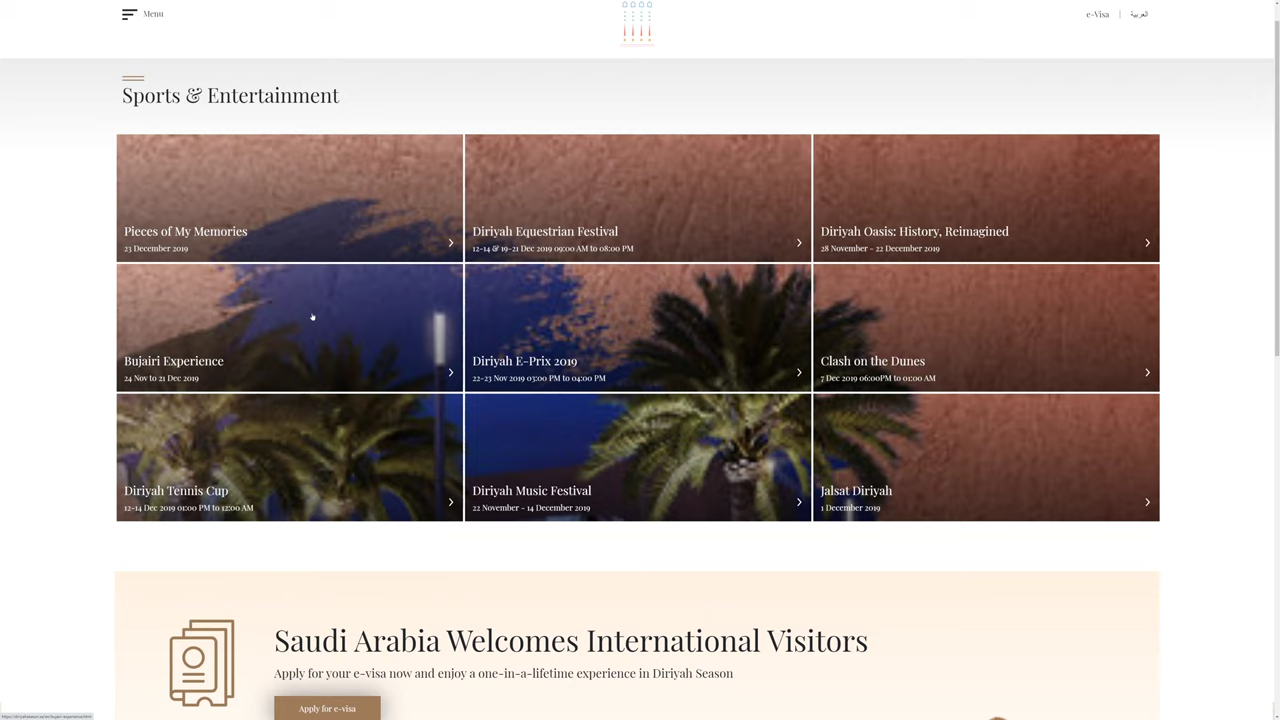 Menu
e-Visa | العربية
Sports & Entertainment
Pieces of My Memories
23 December 2019
Diriyah Equestrian Festival
12-14 & 19-21 Dec 2019 09:00 AM to 08:00 PM
Diriyah Oasis: History, Reimagined
28 November - 22 December 2019
Bujairi Experience
24 Nov to 21 Dec 2019
Diriyah E-Prix 2019
22-23 Nov 2019 03:00 PM to 04:00 PM
Clash on the Dunes
7 Dec 2019 06:00PM to 01:00 AM
Diriyah Tennis Cup
12-14 Dec 2019 01:00 PM to 12:00 AM
Diriyah Music Festival
22 November - 14 December 2019
Jalsat Diriyah
1 December 2019
Saudi Arabia Welcomes International Visitors
Apply for your e-visa now and enjoy a one-in-a-lifetime experience in Diriyah Season
Apply for e-visa